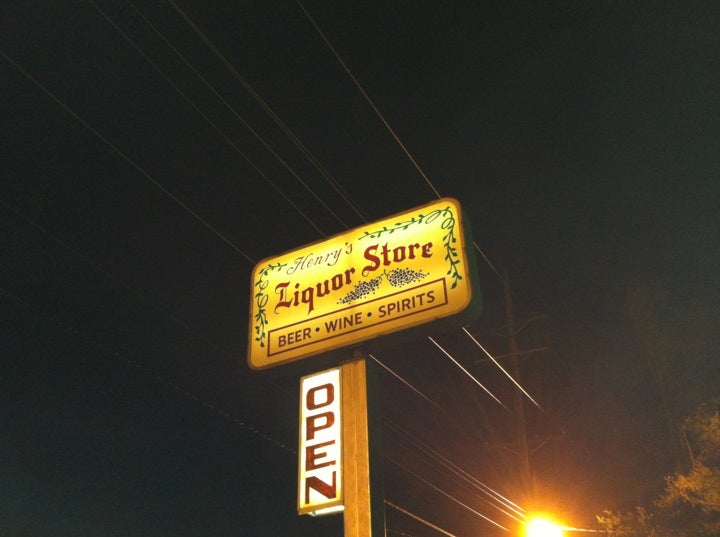 Henry's
Liquor Store
BEER • WINE • SPIRITS
OPEN